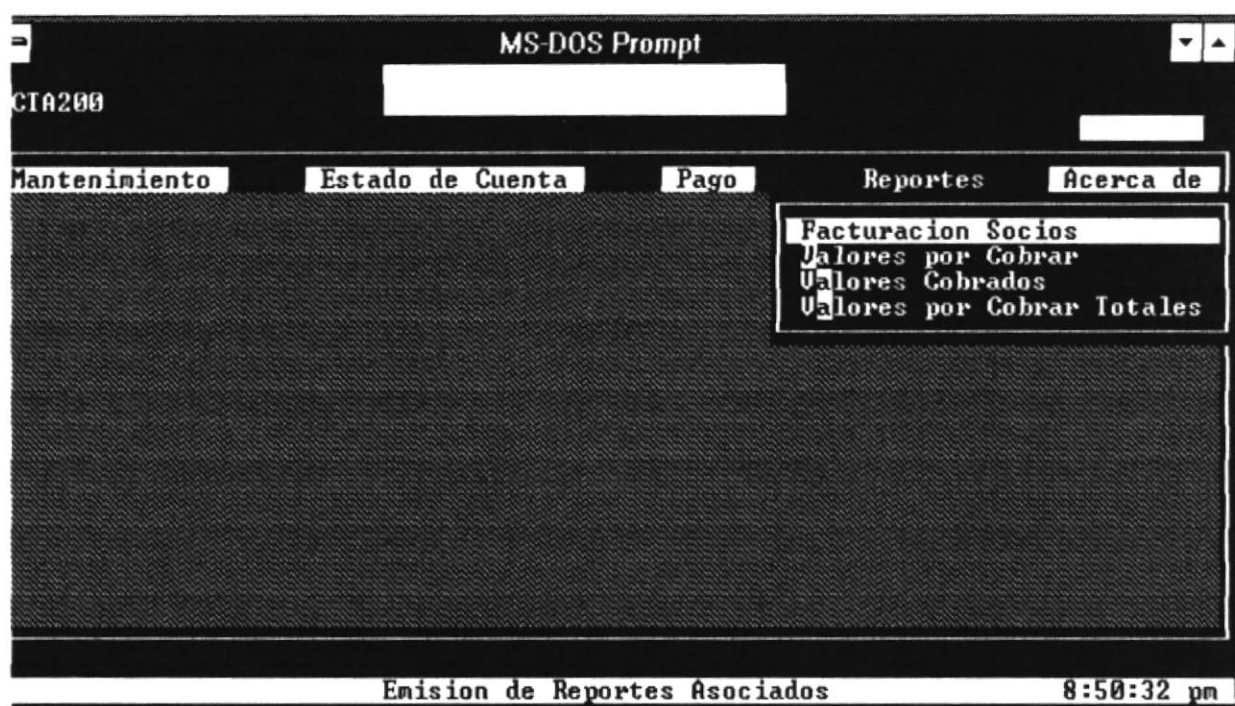 MS-DOS Prompt
CTA200
Mantenimiento Estado de Cuenta Pago Reportes Acerca de
Facturacion Socios
Valores por Cobrar
Valores Cobrados
Valores por Cobrar Totales
Emision de Reportes Asociados 8:50:32 pm